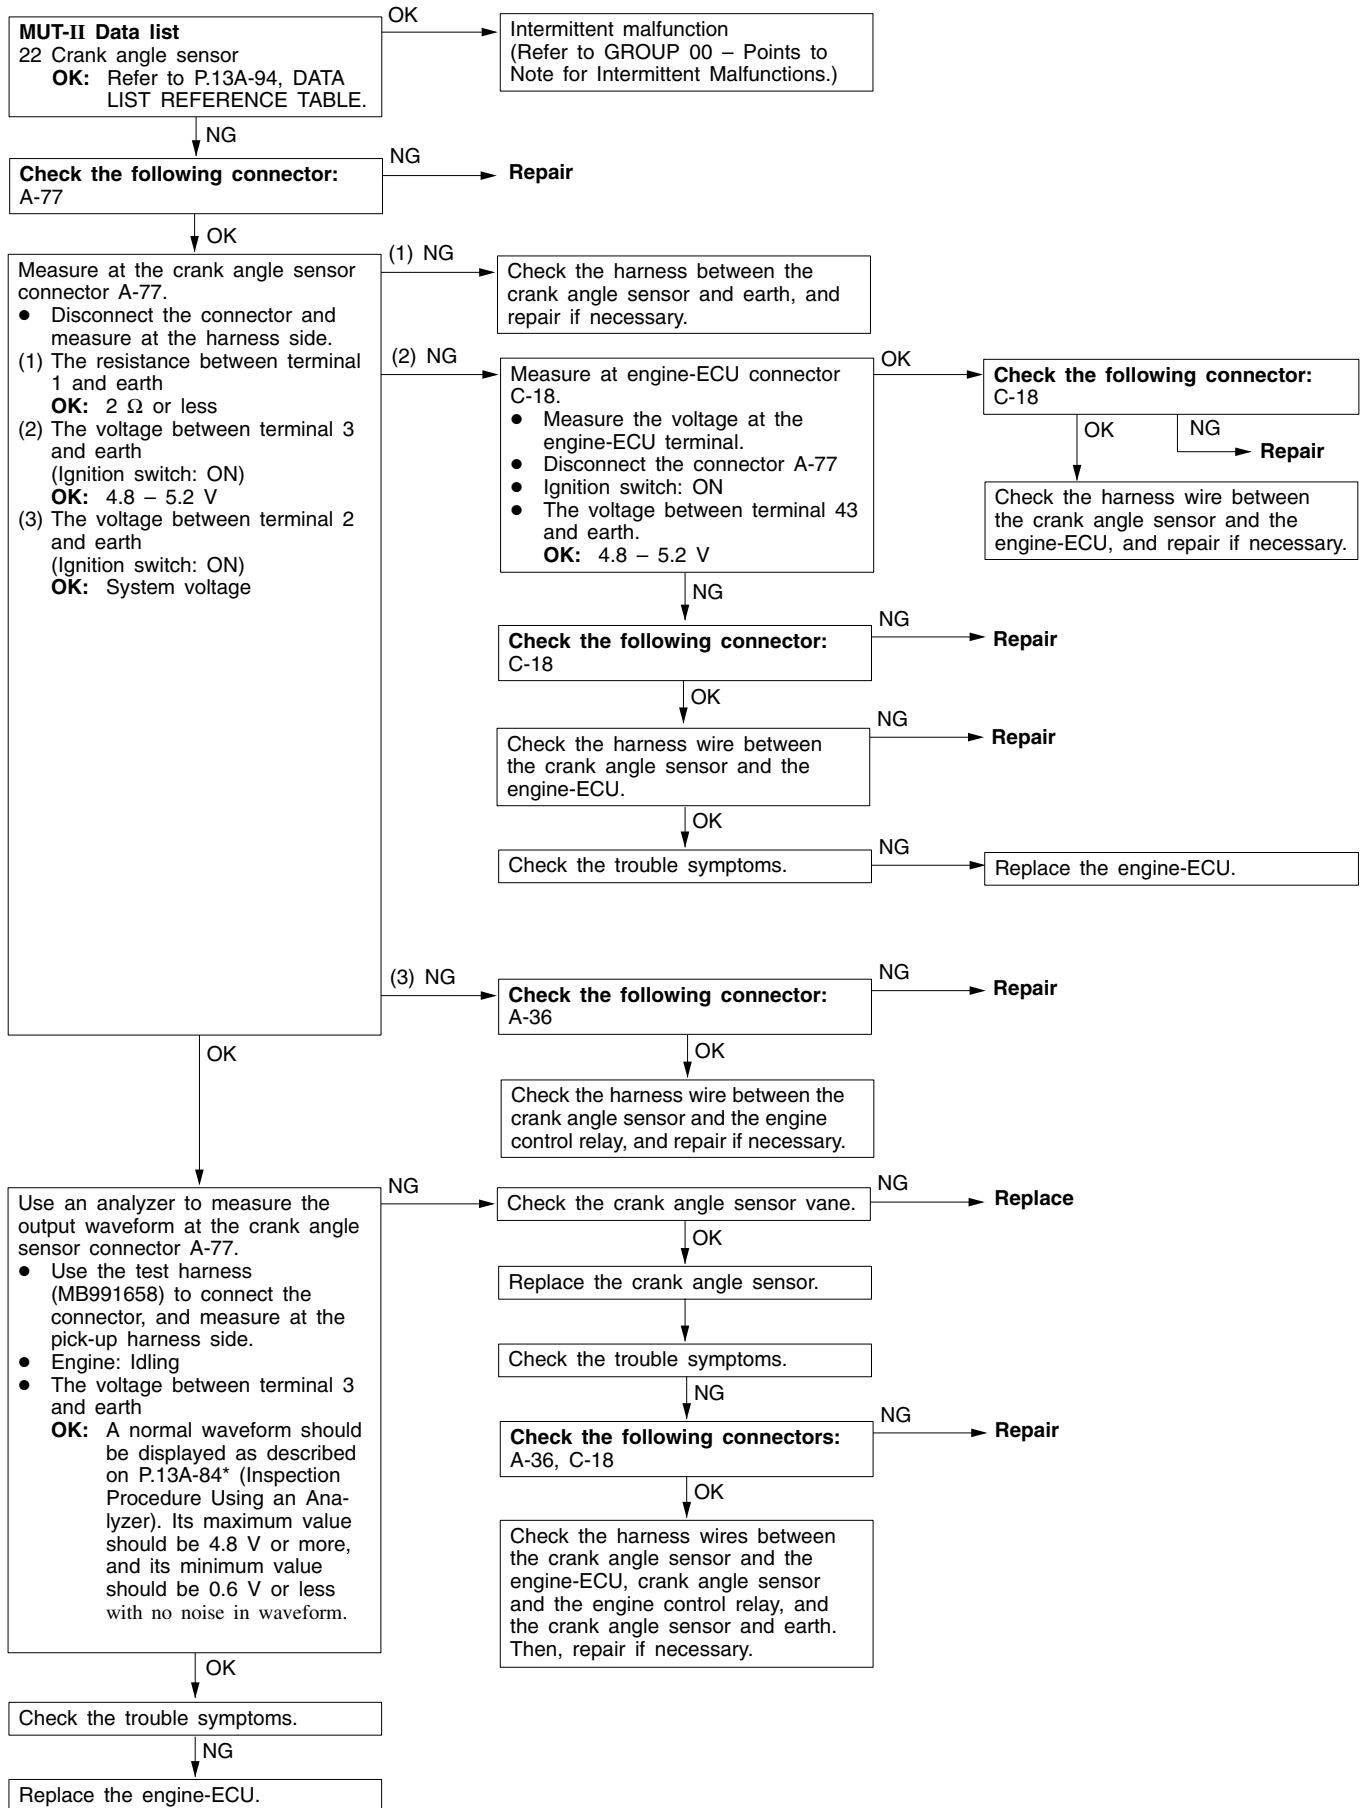 MUT-II Data list
22 Crank angle sensor
OK: Refer to P.13A-94, DATA
LIST REFERENCE TABLE.
OK
Intermittent malfunction
(Refer to GROUP 00 – Points to
Note for Intermittent Malfunctions.)
NG
Check the following connector:
A-77
NG
Repair
OK
Measure at the crank angle sensor
connector A-77.
● Disconnect the connector and
measure at the harness side.
(1) The resistance between terminal
1 and earth
OK: 2 Ω or less
(2) The voltage between terminal 3
and earth
(Ignition switch: ON)
OK: 4.8 – 5.2 V
(3) The voltage between terminal 2
and earth
(Ignition switch: ON)
OK: System voltage
(1) NG
Check the harness between the
crank angle sensor and earth, and
repair if necessary.
(2) NG
Measure at engine-ECU connector
C-18.
● Measure the voltage at the
engine-ECU terminal.
● Disconnect the connector A-77
● Ignition switch: ON
● The voltage between terminal 43
and earth.
OK: 4.8 – 5.2 V
OK
Check the following connector:
C-18
OK
NG
Repair
Check the harness wire between
the crank angle sensor and the
engine-ECU, and repair if necessary.
NG
Check the following connector:
C-18
NG
Repair
OK
Check the harness wire between
the crank angle sensor and the
engine-ECU.
NG
Repair
OK
Check the trouble symptoms.
NG
Replace the engine-ECU.
(3) NG
Check the following connector:
A-36
NG
Repair
OK
Check the harness wire between the
crank angle sensor and the engine
control relay, and repair if necessary.
OK
Use an analyzer to measure the
output waveform at the crank angle
sensor connector A-77.
● Use the test harness
(MB991658) to connect the
connector, and measure at the
pick-up harness side.
● Engine: Idling
● The voltage between terminal 3
and earth
OK: A normal waveform should
be displayed as described
on P.13A-84* (Inspection
Procedure Using an Ana-
lyzer). Its maximum value
should be 4.8 V or more,
and its minimum value
should be 0.6 V or less
with no noise in waveform.
NG
Check the crank angle sensor vane.
NG
Replace
OK
Replace the crank angle sensor.
Check the trouble symptoms.
NG
Check the following connectors:
A-36, C-18
NG
Repair
OK
Check the harness wires between
the crank angle sensor and the
engine-ECU, crank angle sensor
and the engine control relay, and
the crank angle sensor and earth.
Then, repair if necessary.
OK
Check the trouble symptoms.
NG
Replace the engine-ECU.